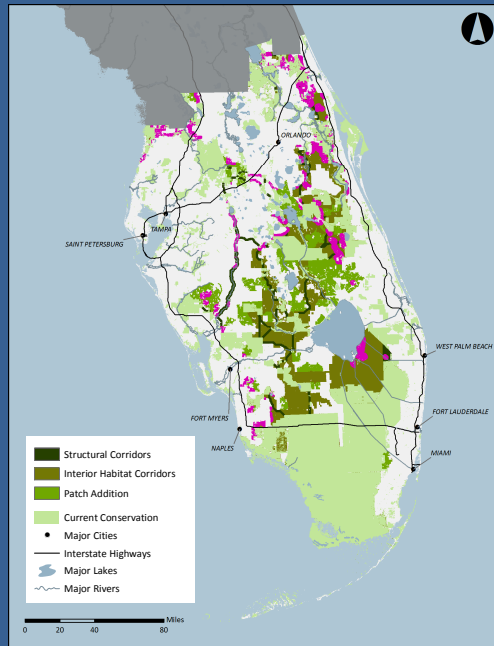 ORLANDO
TAMPA
SAINT PETERSBURG
WEST PALM BEACH
FORT MYERS
FORT LAUDERDALE
NAPLES
MIAMI
Structural Corridors
Interior Habitat Corridors
Patch Addition
Current Conservation
Major Cities
Interstate Highways
Major Lakes
Major Rivers
Miles
0 20 40 80